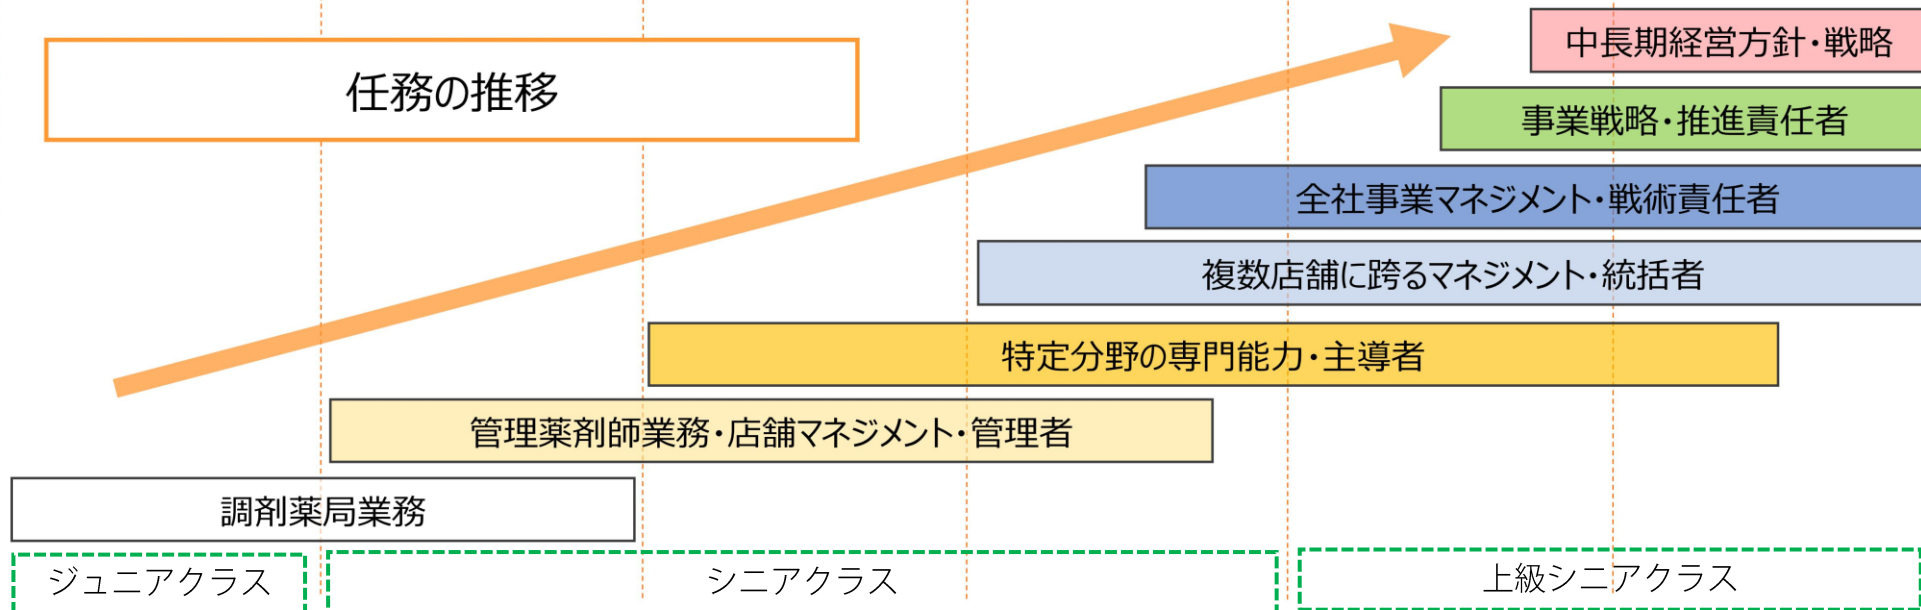 任務の推移
中長期経営方針・戦略
事業戦略・推進責任者
全社事業マネジメント・戦術責任者
複数店舗に跨るマネジメント・統括者
特定分野の専門能力・主導者
管理薬剤師業務・店舗マネジメント・管理者
調剤薬局業務
ジュニアクラス
シニアクラス
上級シニアクラス